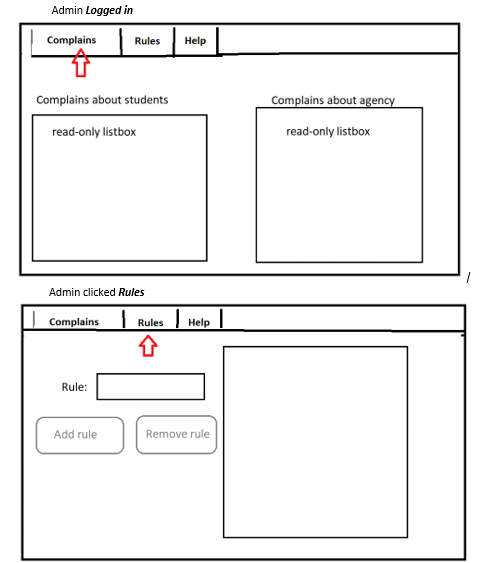 Admin Logged in
Complains Rules Help
Complains about students Complains about agency
read-only listbox read-only listbox
/
Admin clicked Rules
Complains Rules Help
Rule:
Add rule Remove rule